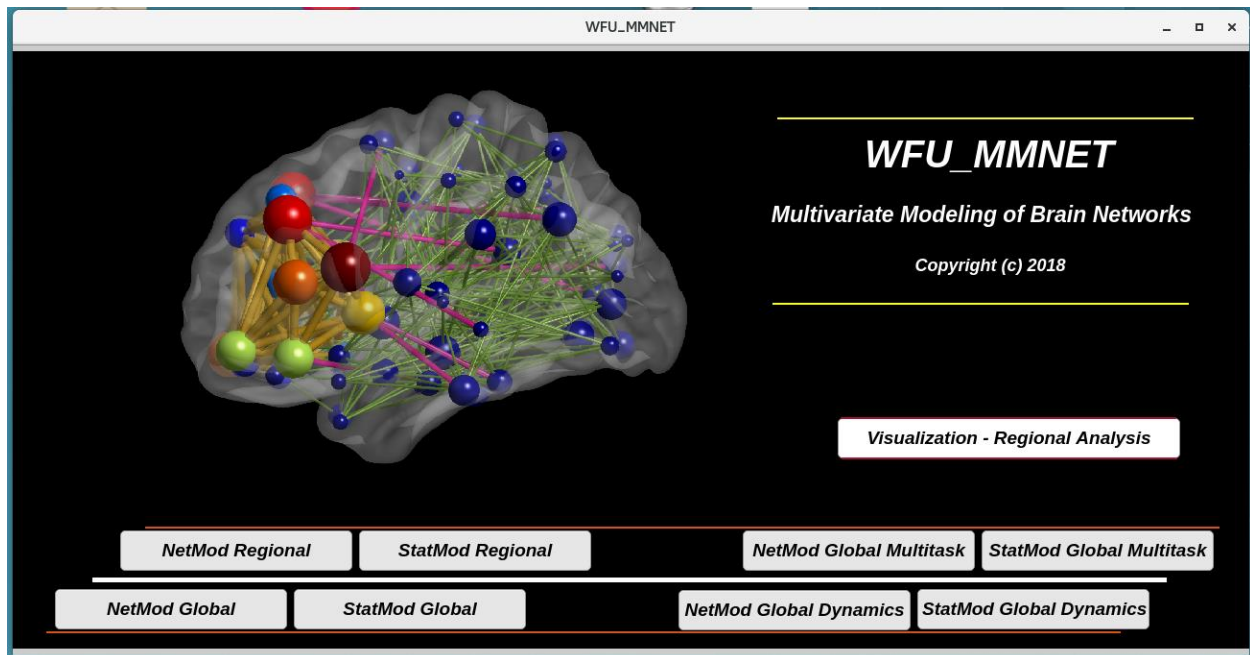 WFU_MMNET
WFU_MMNET
Multivariate Modeling of Brain Networks
Copyright (c) 2018
Visualization - Regional Analysis
NetMod Regional
StatMod Regional
NetMod Global Multitask
StatMod Global Multitask
NetMod Global
StatMod Global
NetMod Global Dynamics
StatMod Global Dynamics